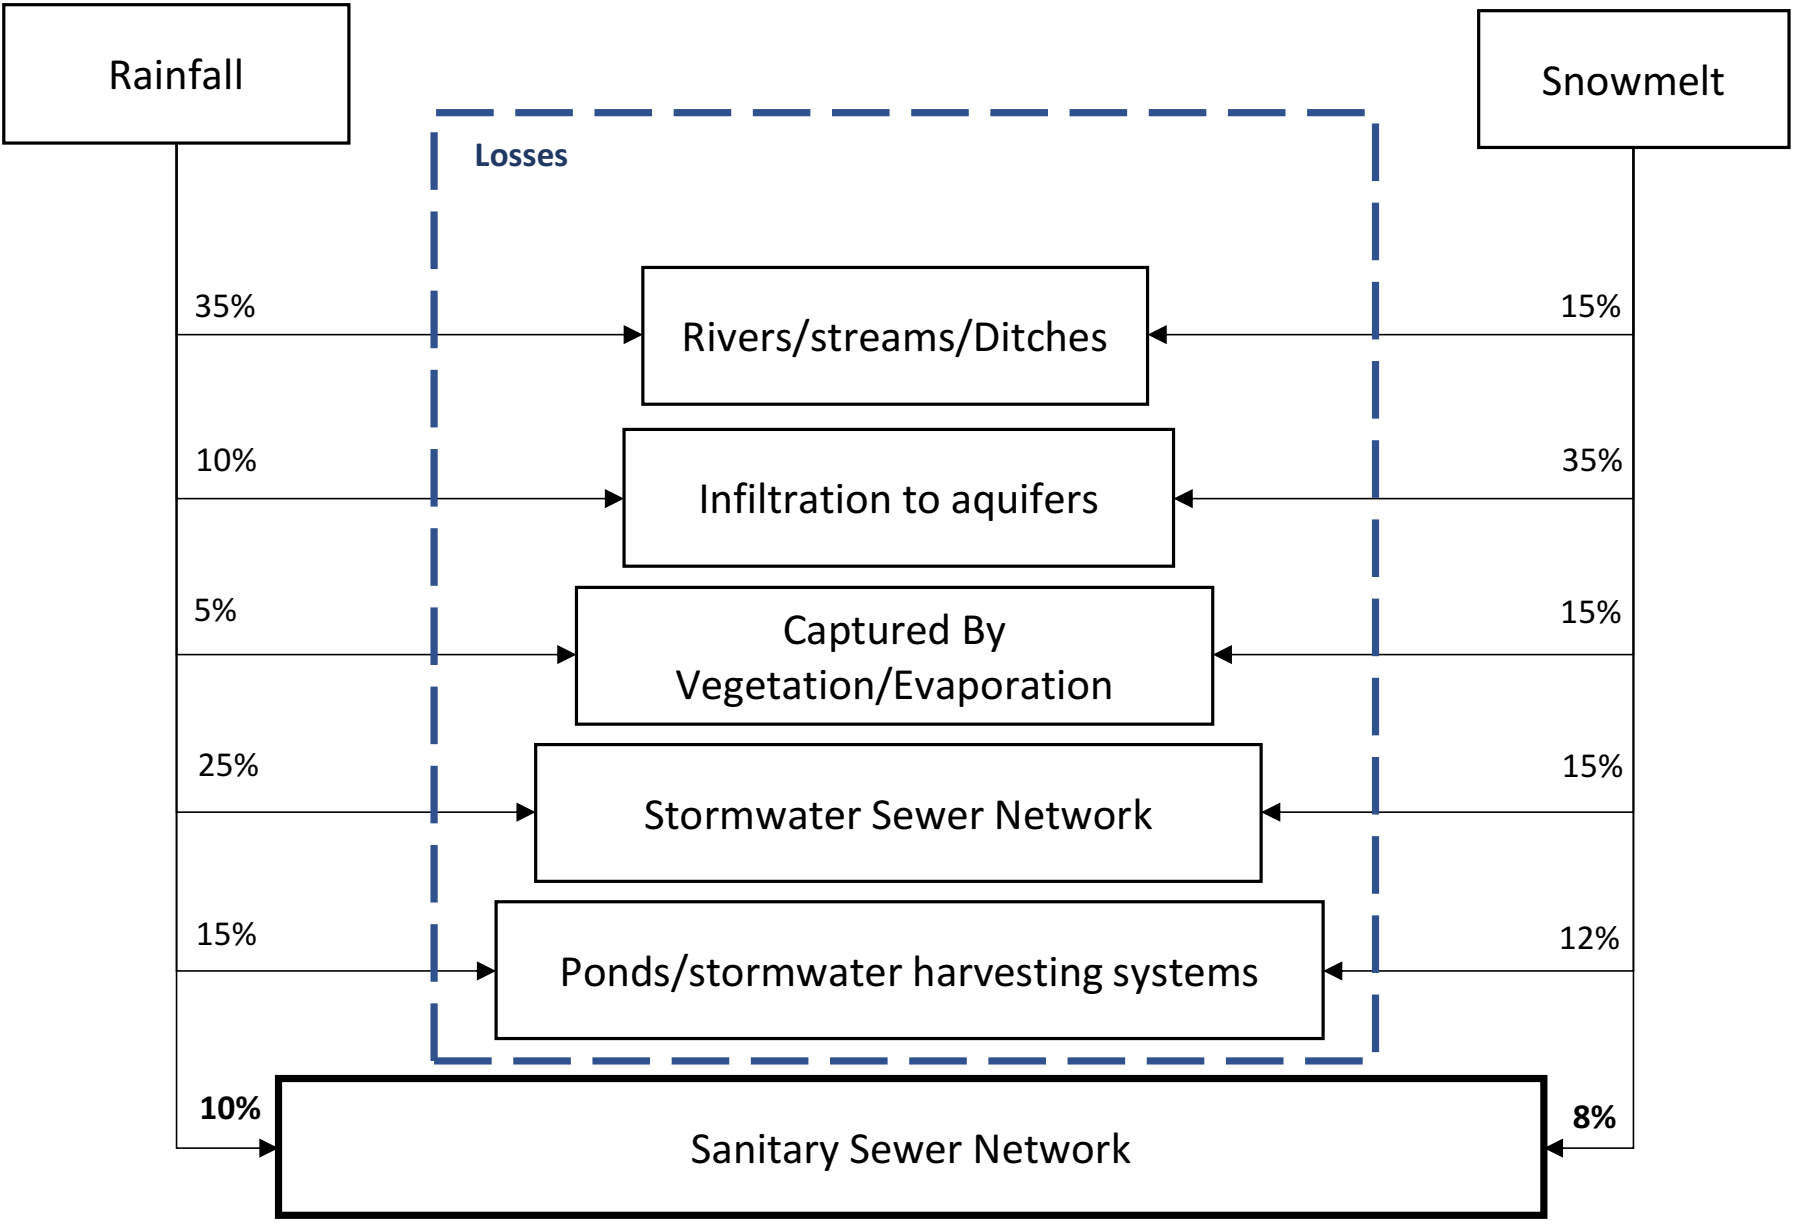 Rainfall
Snowmelt
Losses
35%
Rivers/streams/Ditches
15%
10%
Infiltration to aquifers
35%
5%
Captured By
Vegetation/Evaporation
15%
25%
Stormwater Sewer Network
15%
15%
Ponds/stormwater harvesting systems
12%
10%
Sanitary Sewer Network
8%